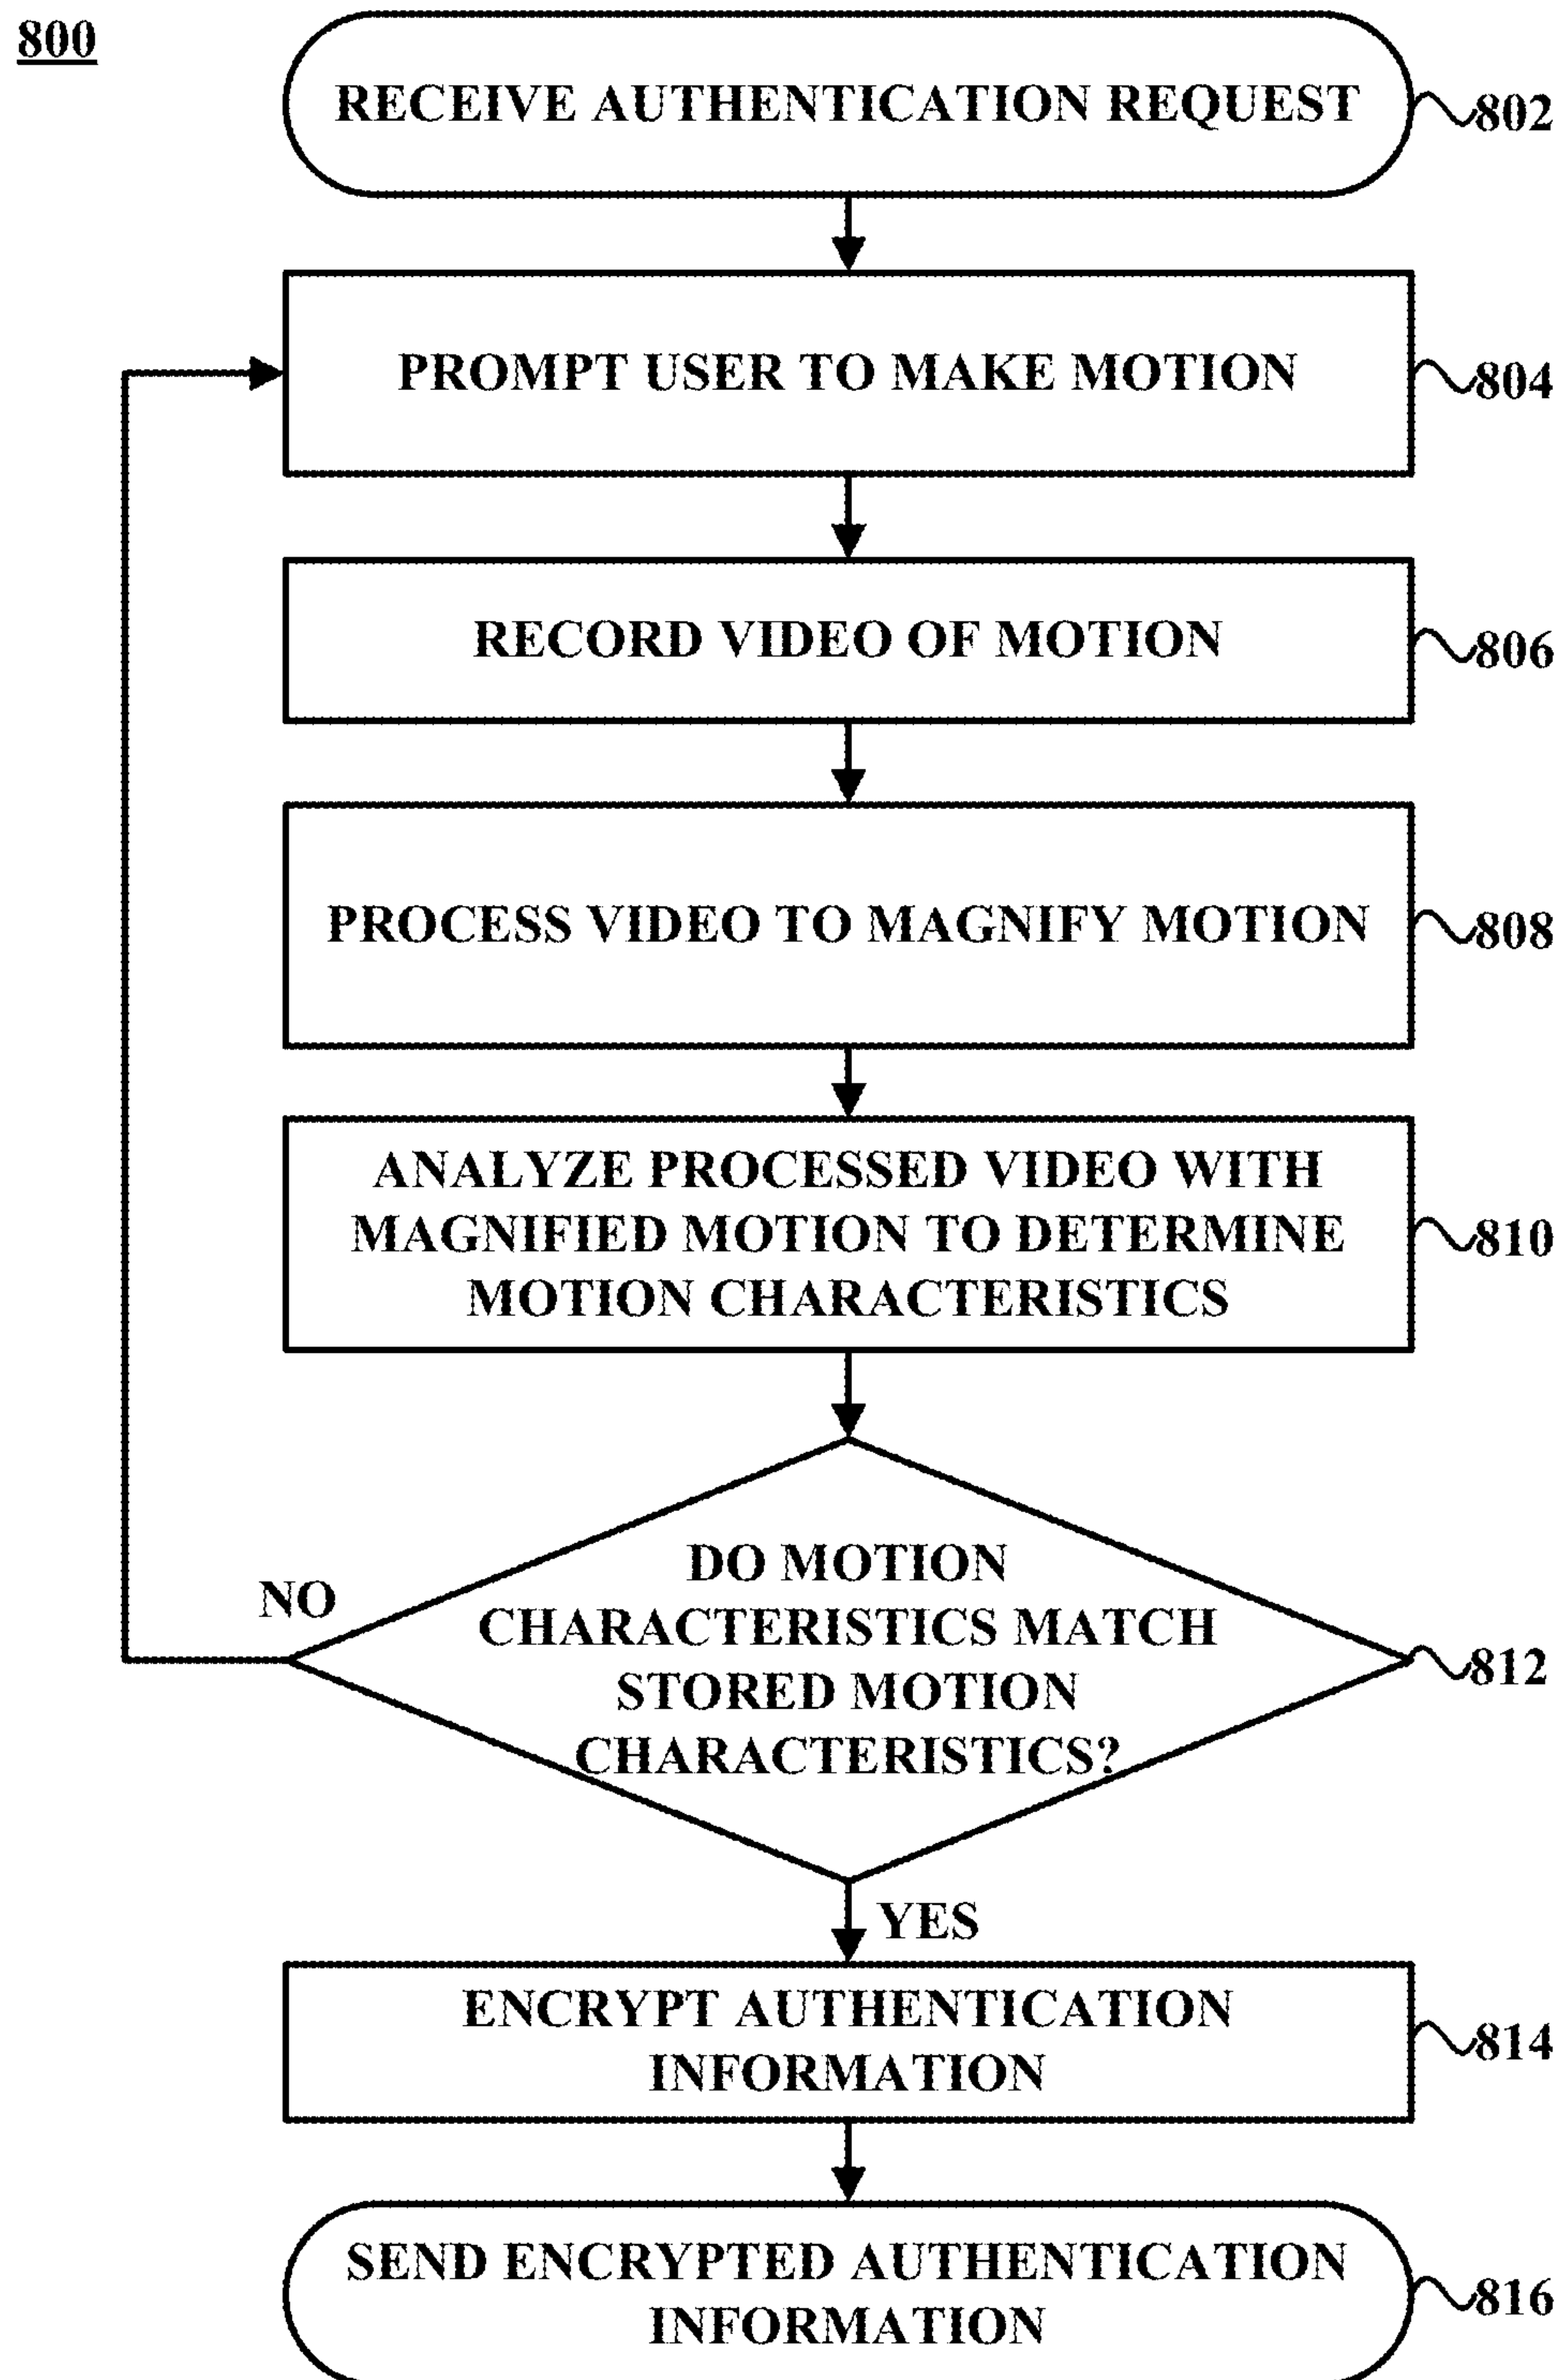 800
RECEIVE AUTHENTICATION REQUEST
802
PROMPT USER TO MAKE MOTION
804
RECORD VIDEO OF MOTION
806
PROCESS VIDEO TO MAGNIFY MOTION
808
ANALYZE PROCESSED VIDEO WITH
MAGNIFIED MOTION TO DETERMINE
MOTION CHARACTERISTICS
810
DO MOTION
CHARACTERISTICS MATCH
STORED MOTION
CHARACTERISTICS?
812
NO
YES
ENCRYPT AUTHENTICATION
INFORMATION
814
SEND ENCRYPTED AUTHENTICATION
INFORMATION
816